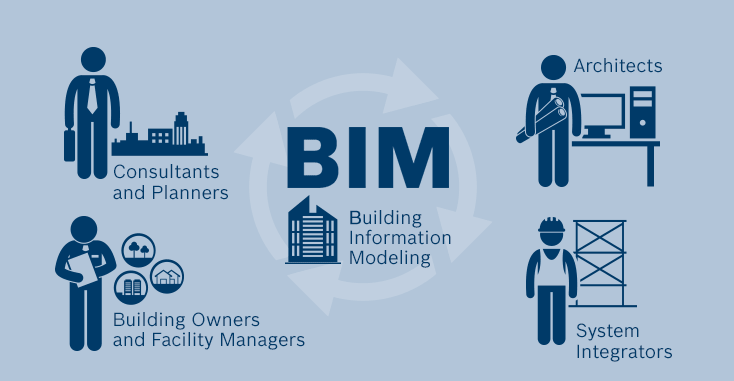 Architects
BIM
Consultants
and Planners
Building
Information
Modeling
Building Owners
and Facility Managers
System
Integrators